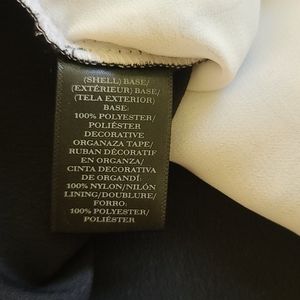 (SHELL) BASE/
(EXTÉRIEUR) BASE/
(TELA EXTERIOR)
BASE:
100% POLYESTER/
POLIÉSTER
DECORATIVE
ORGANAZA TAPE/
RUBAN DÉCORATIF
EN ORGANZA/
CINTA DECORATIVA
DE ORGANDÍ:
100% NYLON/NILÓN
LINING/DOUBLURE/
FORRO:
100% POLYESTER/
POLIÉSTER